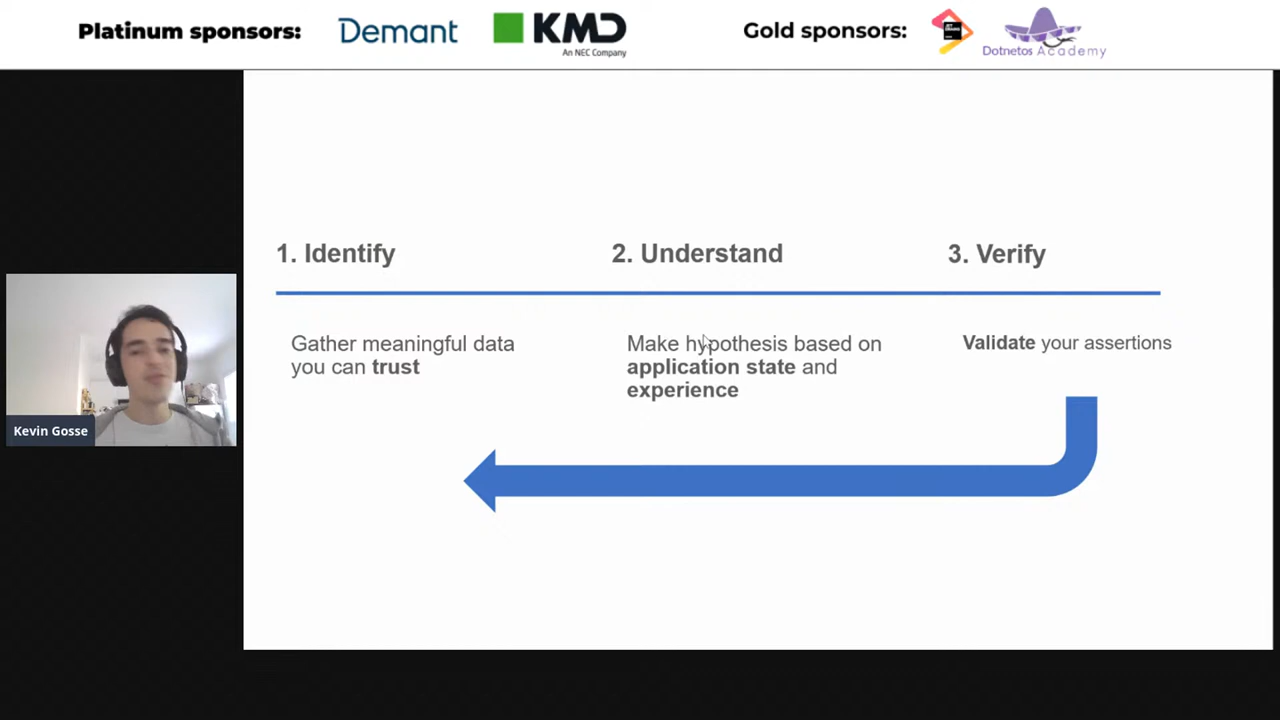 Platinum sponsors:
Demant
KMD
An NEC Company
Gold sponsors:
Dotnetos Academy
1. Identify
2. Understand
3. Verify
Gather meaningful data
you can trust
Make hypothesis based on
application state and
experience
Validate your assertions
Kevin Gosse